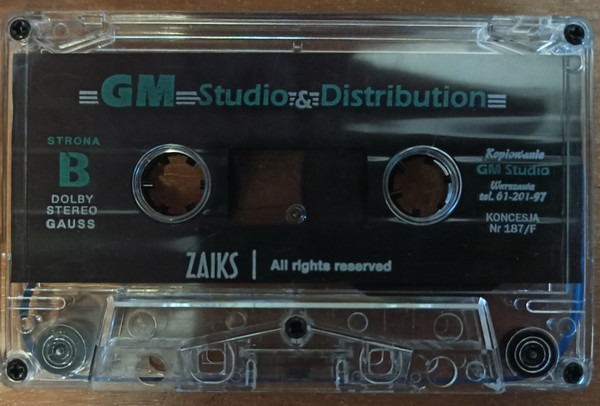 GM Studio & Distribution
STRONA
B
DOLBY
STEREO
GAUSS
Kopiowanie
GM Studio
Warszawa
tel. 61-201-97
KONCESJA
Nr 187/F
ZAIKS | All rights reserved